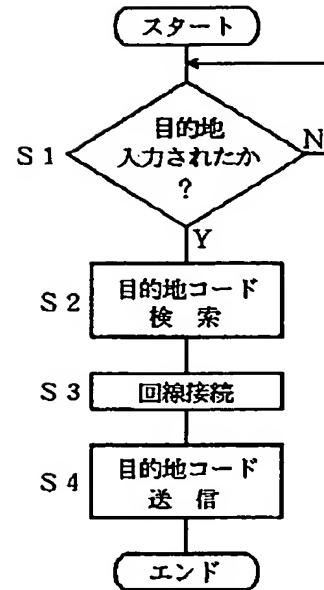 スタート
目的地
S1 入力されたか N
?
Y
S2 目的地コード
検 索
S3 回線接続
S4 目的地コード
送 信
エンド